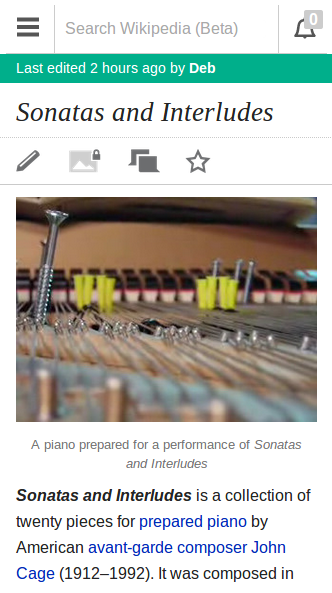 Search Wikipedia (Beta)
0
Last edited 2 hours ago by Deb
Sonatas and Interludes
A piano prepared for a performance of Sonatas
and Interludes
Sonatas and Interludes is a collection of
twenty pieces for prepared piano by
American avant-garde composer John
Cage (1912–1992). It was composed in